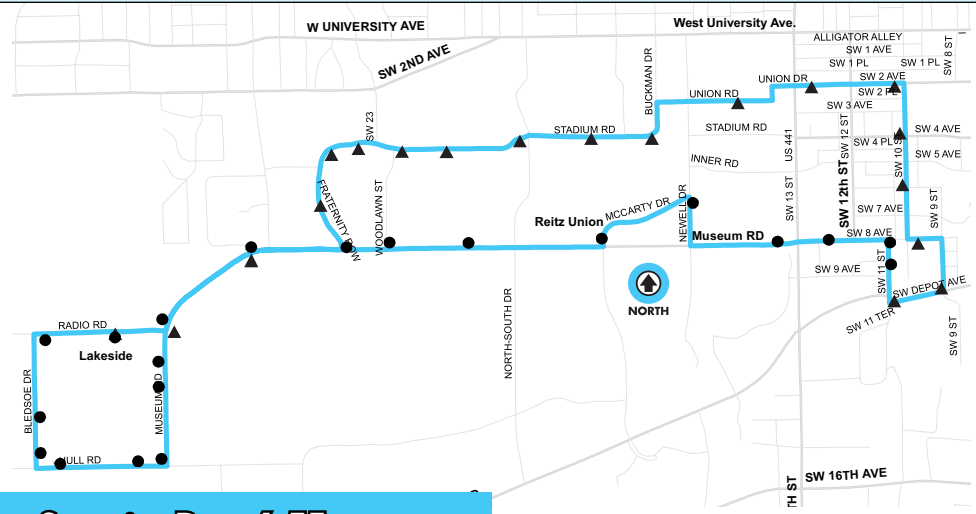 W UNIVERSITY AVE
West University Ave.
ALLIGATOR ALLEY
SW 8 ST
SW 1 AVE
SW 2ND AVE
SW 1 PL
SW 1 PL
BUCKMAN DR
UNION DR
SW 2 AVE
UNION RD
SW 2 PL
SW 3 AVE
SW 23
STADIUM RD
STADIUM RD
SW 12 ST
SW 4 AVE
US 441
SW 4 PL
SW 10 S
INNER RD
SW 5 AVE
FRATERNITY ROW
WOODLAWN ST
NEWELL DR
SW 13 ST
SW 12th ST
SW 9 ST
MCCARTY DR
SW 7 AVE
Reitz Union
Museum RD
SW 8 AVE
SW 11 ST
SW 9 AVE
SW DEPOT AVE
NORTH
SW 11 TER
SW 9 ST
RADIO RD
NORTH-SOUTH DR
Lakeside
BLEDSOE DR
MUSEUM RD
HULL RD
SW 16TH AVE
TH ST